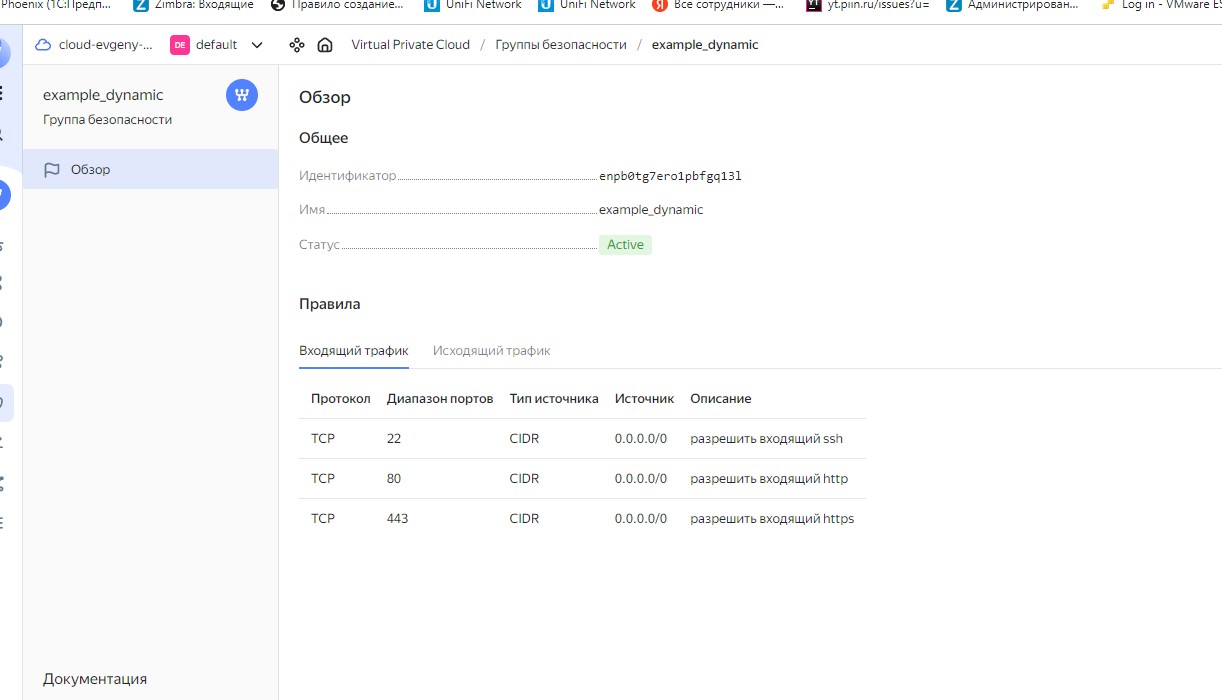 Phoenix (1С:Предп... Zimbra: Входящие Правило создание... UniFi Network UniFi Network Все сотрудники —... yt.piin.ru/issues?u= Администрирован... Log in - VMware ES
cloud-evgeny-... DE default Virtual Private Cloud / Группы безопасности / example_dynamic
example_dynamic
Группа безопасности
Обзор
Обзор
Общее
Идентификатор enpb0tg7ero1pbfgq13l
Имя example_dynamic
Статус Active
Правила
Входящий трафик Исходящий трафик
Протокол Диапазон портов Тип источника Источник Описание
TCP 22 CIDR 0.0.0.0/0 разрешить входящий ssh
TCP 80 CIDR 0.0.0.0/0 разрешить входящий http
TCP 443 CIDR 0.0.0.0/0 разрешить входящий https
Документация